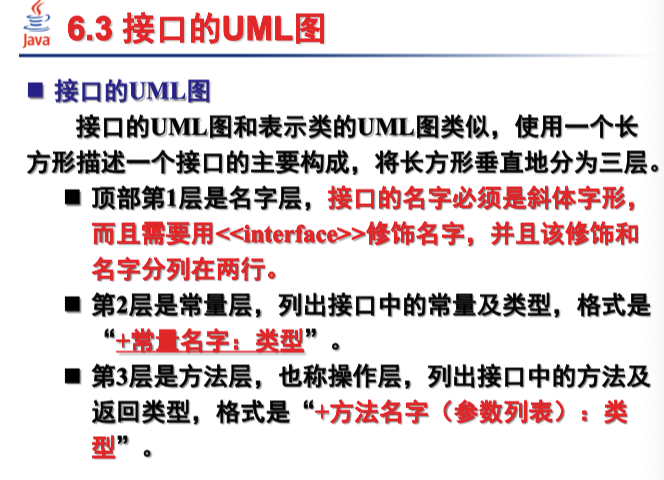 Java
6.3 接口的UML图
接口的UML图
接口的UML图和表示类的UML图类似，使用一个长
方形描述一个接口的主要构成，将长方形垂直地分为三层。
顶部第1层是名字层，接口的名字必须是斜体字形，
而且需要用<<interface>>修饰名字，并且该修饰和
名字分列在两行。
第2层是常量层，列出接口中的常量及类型，格式是
“+常量名字：类型”。
第3层是方法层，也称操作层，列出接口中的方法及
返回类型，格式是“+方法名字（参数列表）：类
型”。